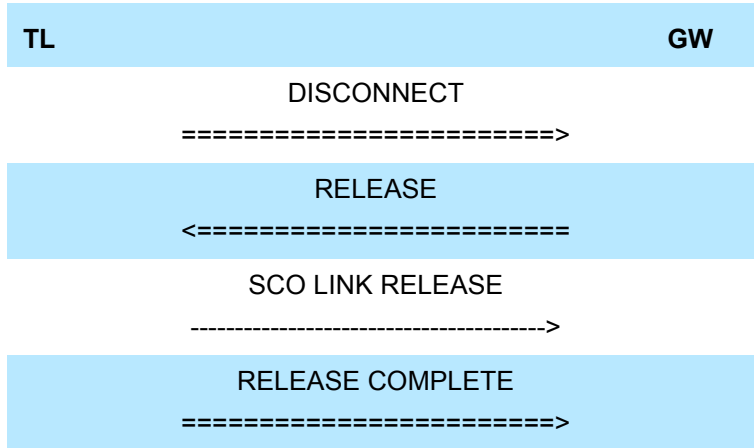 TL GW
DISCONNECT
========================>
RELEASE
<========================
SCO LINK RELEASE
----------------------------------------->
RELEASE COMPLETE
========================>